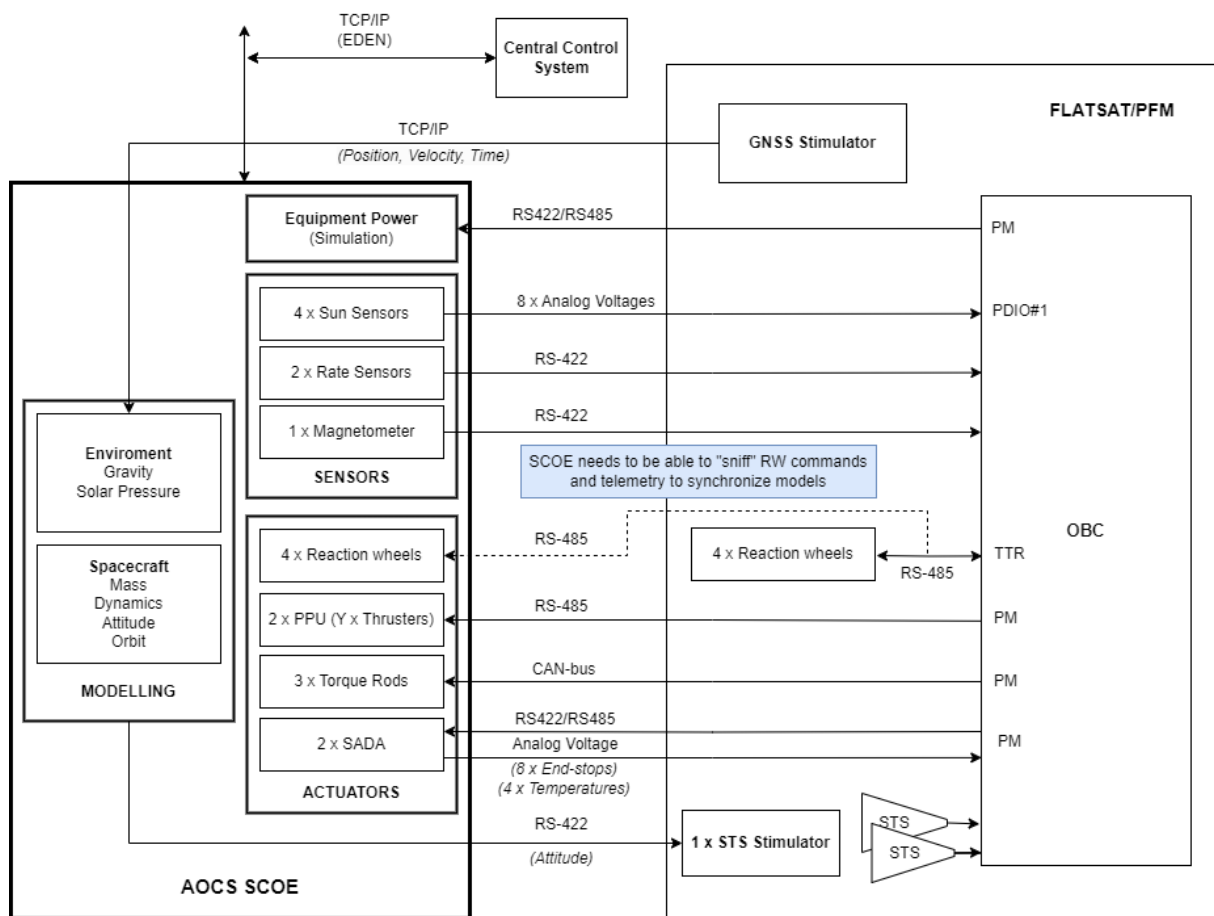 TCP/IP
(EDEN)
Central Control
System
FLATSAT/PFM
TCP/IP
(Position, Velocity, Time)
GNSS Stimulator
Equipment Power
(Simulation)
RS422/RS485
PM
4 x Sun Sensors
8 x Analog Voltages
PDIO#1
2 x Rate Sensors
RS-422
1 x Magnetometer
RS-422
SENSORS
Enviroment
Gravity
Solar Pressure
SCOE needs to be able to "sniff" RW commands
and telemetry to synchronize models
OBC
4 x Reaction wheels
RS-485
4 x Reaction wheels
RS-485
TTR
Spacecraft
Mass
Dynamics
Attitude
Orbit
MODELLING
2 x PPU (Y x Thrusters)
RS-485
PM
3 x Torque Rods
CAN-bus
PM
2 x SADA
RS422/RS485
Analog Voltage
(8 x End-stops)
(4 x Temperatures)
PM
ACTUATORS
RS-422
(Attitude)
1 x STS Stimulator
STS
STS
AOCS SCOE